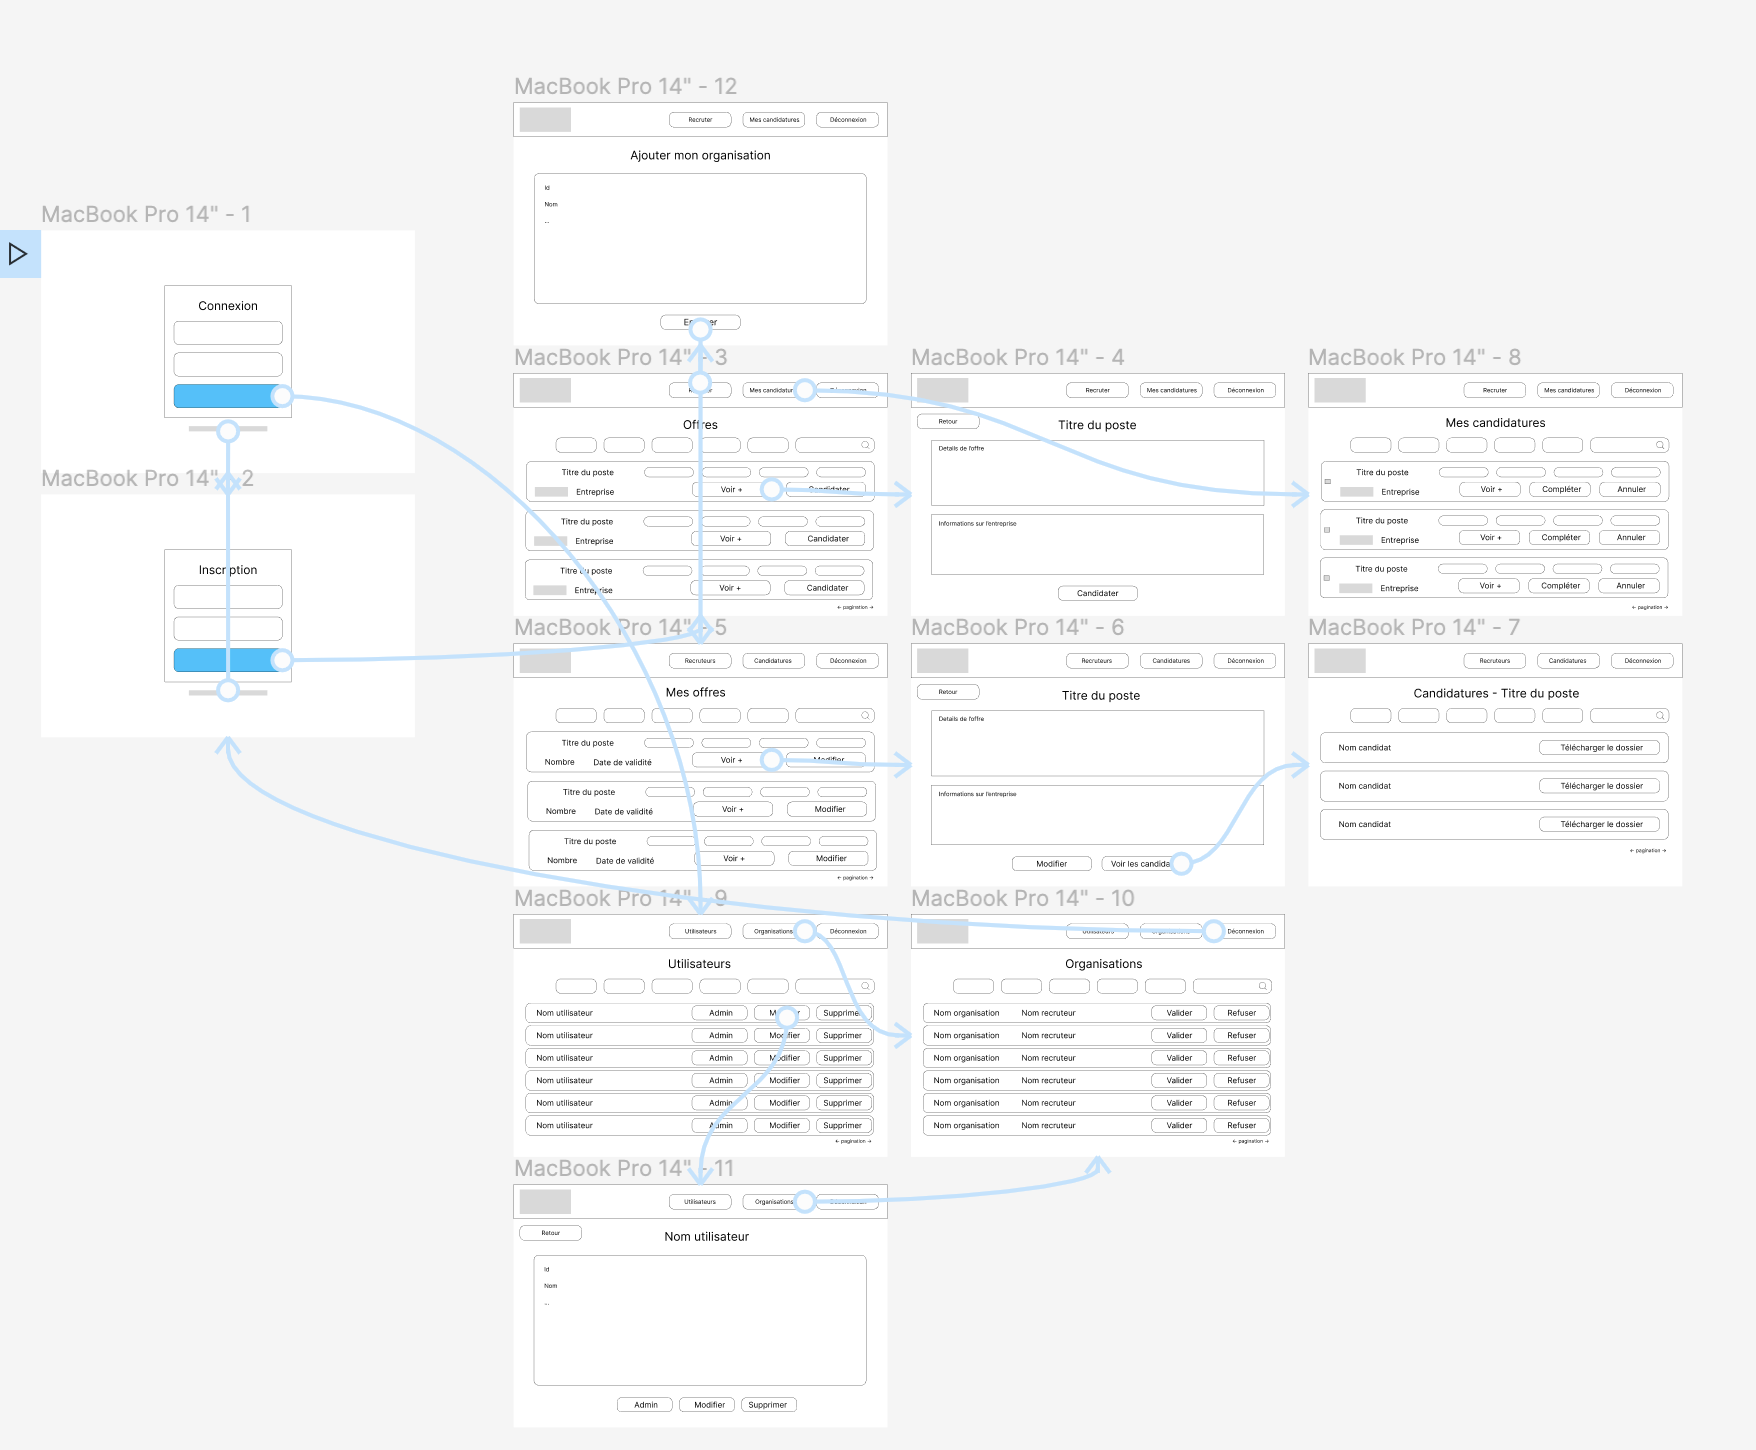 MacBook Pro 14" - 12
Recruter Mes candidatures Déconnexion
Ajouter mon organisation
Id
Nom
...
MacBook Pro 14" - 1
Connexion
MacBook Pro 14" - 2
Inscription
MacBook Pro 14" - 3
Mes candidatures
Offres
Titre du poste
Entreprise Voir + Candidater
Titre du poste
Entreprise Voir + Candidater
Titre du poste
Entreprise Voir + Candidater
← pagination →
MacBook Pro 14" - 4
Recruter Mes candidatures Déconnexion
Retour
Titre du poste
Details de l'offre
Informations sur l'entreprise
Candidater
MacBook Pro 14" - 8
Recruter Mes candidatures Déconnexion
Mes candidatures
Titre du poste
Entreprise Voir + Compléter Annuler
Titre du poste
Entreprise Voir + Compléter Annuler
Titre du poste
Entreprise Voir + Compléter Annuler
← pagination →
MacBook Pro 14" - 5
Recruteurs Candidatures Déconnexion
Mes offres
Titre du poste
Nombre Date de validité Voir + Modifier
Titre du poste
Nombre Date de validité Voir + Modifier
Titre du poste
Nombre Date de validité Voir + Modifier
← pagination →
MacBook Pro 14" - 6
Recruteurs Candidatures Déconnexion
Retour
Titre du poste
Details de l'offre
Informations sur l'entreprise
Modifier Voir les
MacBook Pro 14" - 7
Recruteurs Candidatures Déconnexion
Candidatures - Titre du poste
Nom candidat Télécharger le dossier
Nom candidat Télécharger le dossier
Nom candidat Télécharger le dossier
← pagination →
MacBook Pro 14" - 9
Utilisateurs Organisations Déconnexion
Utilisateurs
Nom utilisateur Admin Supprimer
Nom utilisateur Admin Modifier Supprimer
Nom utilisateur Admin Modifier Supprimer
Nom utilisateur Admin Modifier Supprimer
Nom utilisateur Admin Modifier Supprimer
Nom utilisateur Admin Modifier Supprimer
← pagination →
MacBook Pro 14" - 10
Utilisateurs Organisations Déconnexion
Organisations
Nom organisation Nom recruteur Valider Refuser
Nom organisation Nom recruteur Valider Refuser
Nom organisation Nom recruteur Valider Refuser
Nom organisation Nom recruteur Valider Refuser
Nom organisation Nom recruteur Valider Refuser
Nom organisation Nom recruteur Valider Refuser
← pagination →
MacBook Pro 14" - 11
Utilisateurs Organisations Déconnexion
Retour
Nom utilisateur
Id
Nom
...
Admin Modifier Supprimer